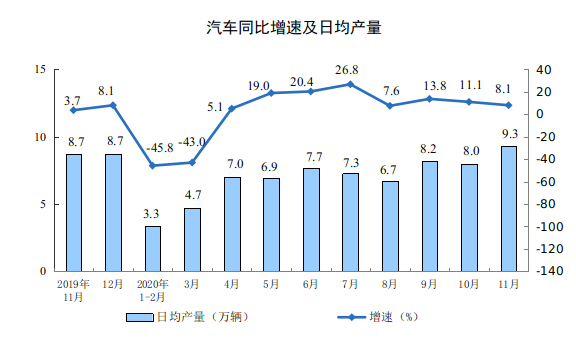 汽车同比增速及日均产量
15
10
5
0
40
20
0
-20
-40
-60
-80
-100
-120
-140
3.7
8.1
-45.8
-43.0
5.1
19.0
20.4
26.8
7.6
13.8
11.1
8.1
8.7
8.7
3.3
4.7
7.0
6.9
7.7
7.3
6.7
8.2
8.0
9.3
2019年
11月
12月
2020年
1-2月
3月
4月
5月
6月
7月
8月
9月
10月
11月
日均产量（万辆）
增速（%）